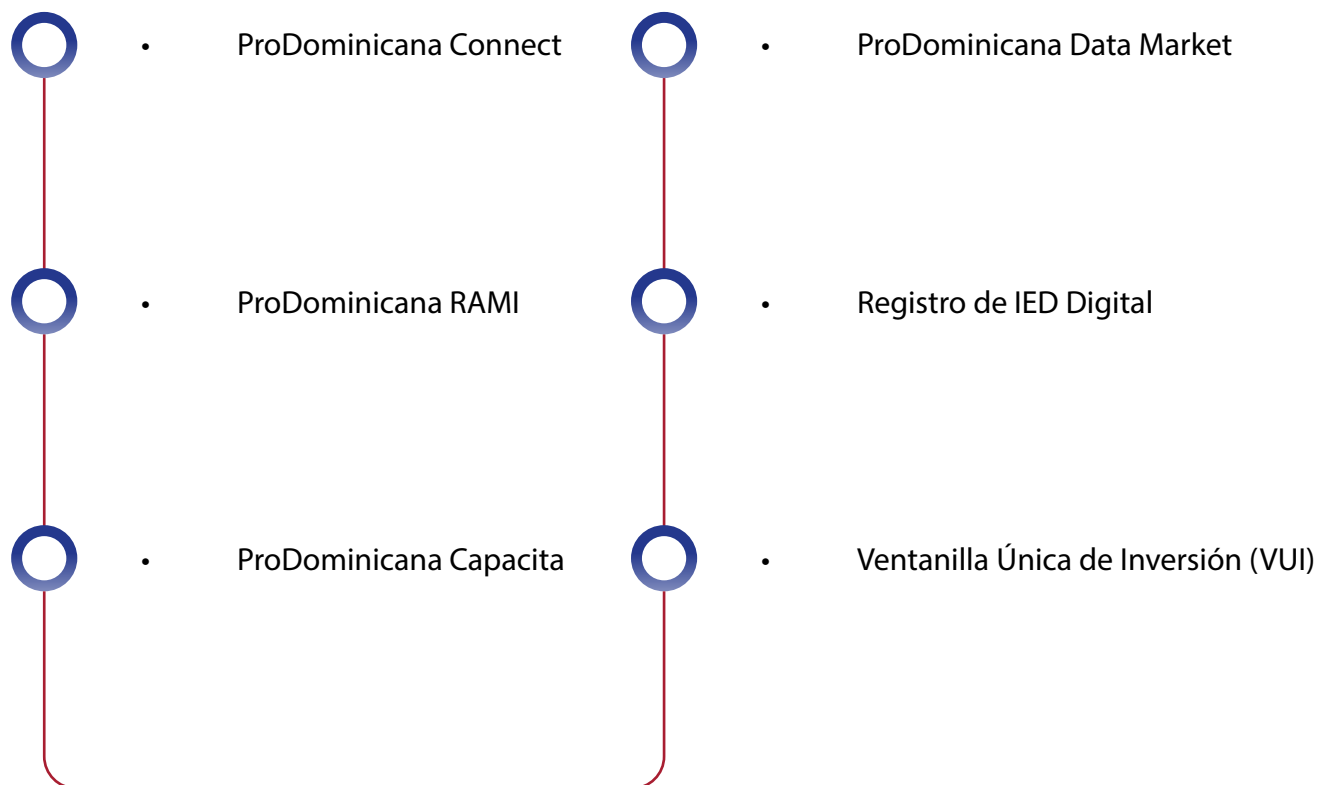 • ProDominicana Connect
• ProDominicana RAMI
• ProDominicana Capacita
• ProDominicana Data Market
• Registro de IED Digital
• Ventanilla Única de Inversión (VUI)